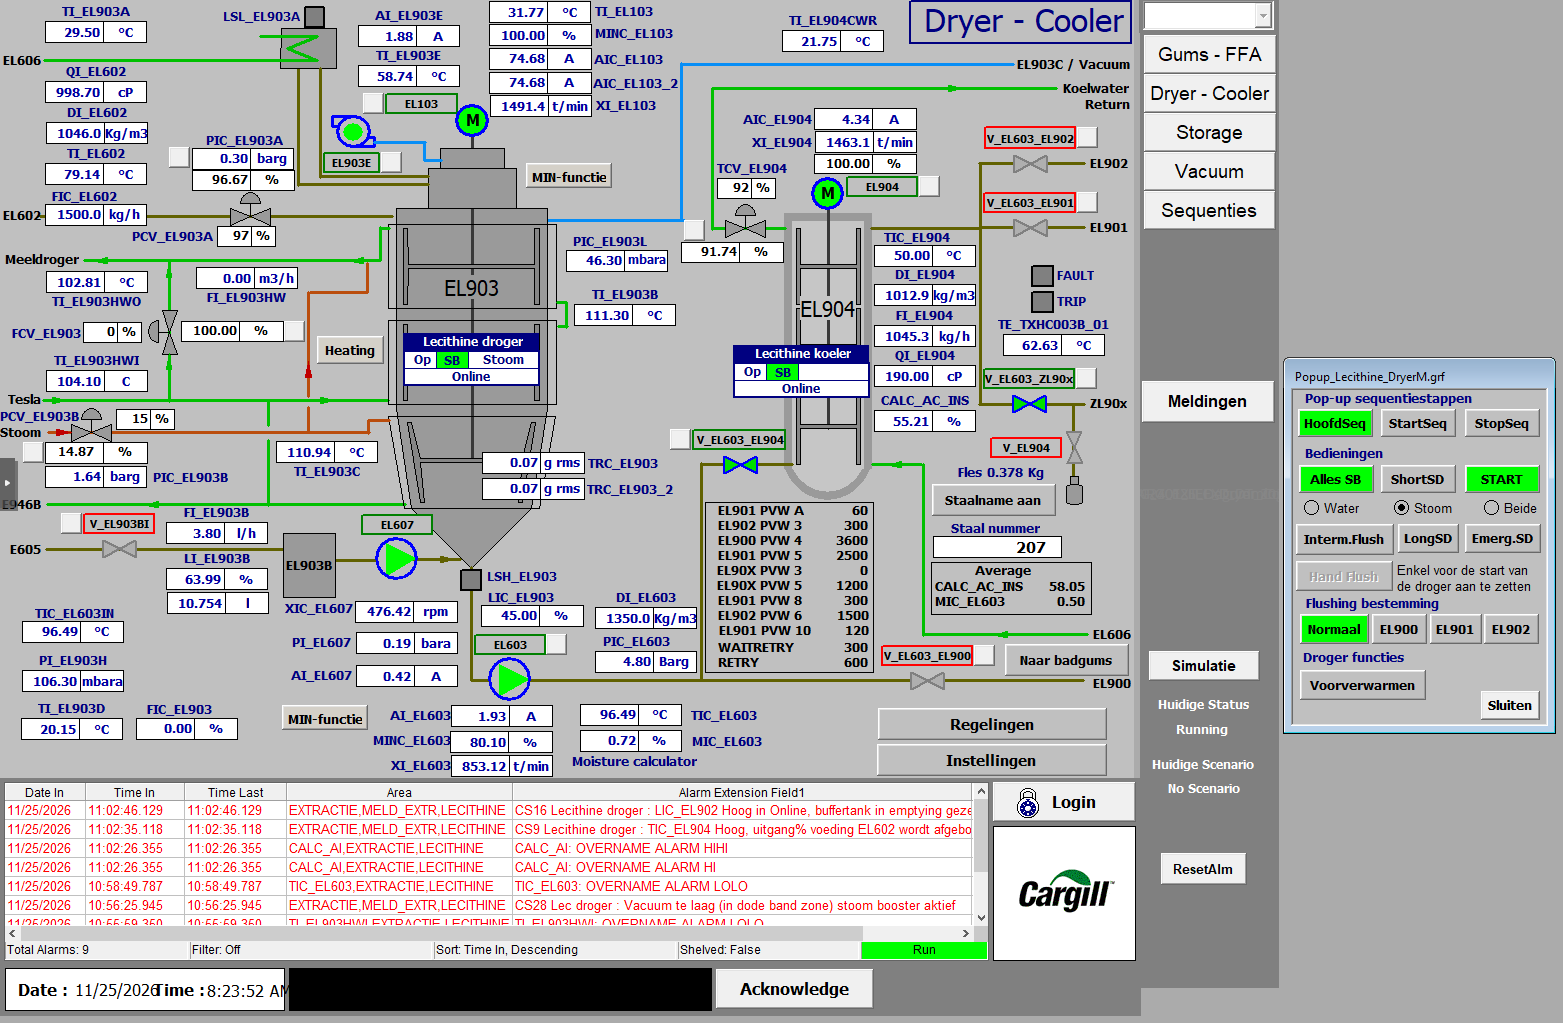 TI_EL903A
29.50 °C
LSL_EL903A
AI_EL903E
1.88 A
TI_EL903E
58.74 °C
31.77 °C TI_EL103
100.00 % MINC_EL103
74.68 A AIC_EL103
74.68 A AIC_EL103_2
1491.4 t/min XI_EL103
TI_EL904CWR
21.75 °C
Dryer - Cooler
EL606
QI_EL602
998.70 cP
DI_EL602
1046.0 Kg/m3
TI_EL602
79.14 °C
FIC_EL602
EL602 1500.0 kg/h
PIC_EL903A
0.30 barg
96.67 %
PCV_EL903A 97 %
EL103
M
EL903E
MIN-functie
EL903C / Vacuum
Koelwater
Return
AIC_EL904 4.34 A
XI_EL904 1463.1 t/min
100.00 %
TCV_EL904
92 %
M
EL904
91.74 %
V_EL603_EL902
EL902
V_EL603_EL901
EL901
Meeldroger
102.81 °C
TI_EL903HWO
0.00 m3/h
FI_EL903HW
FCV_EL903 0 %
100.00 %
TI_EL903HWI
104.10 C
Tesla
EL903
PIC_EL903L
46.30 mbara
TI_EL903B
111.30 °C
Heating
Lecithine droger
Op SB Stoom
Online
EL904
Lecithine koeler
Op SB
Online
TIC_EL904
50.00 °C
DI_EL904
1012.9 kg/m3
FI_EL904
1045.3 kg/h
QI_EL904
190.00 cP
CALC_AC_INS
55.21 %
FAULT
TRIP
TE_TXHC003B_01
62.63 °C
V_EL603_ZL90x
ZL90x
V_EL904
Fles 0.378 Kg
Staalname aan
Staal nummer
207
Average
CALC_AC_INS 58.05
MIC_EL603 0.50
PCV_EL903B 15 %
Stoom
14.87 %
1.64 barg PIC_EL903B
110.94 °C
TI_EL903C
0.07 g rms TRC_EL903
0.07 g rms TRC_EL903_2
V_EL603_EL904
E946B
V_EL903BI
E605
FI_EL903B
3.80 l/h
LI_EL903B
63.99 %
10.754 l
EL903B
EL607
LSH_EL903
XIC_EL607 476.42 rpm
PI_EL607 0.19 bara
AI_EL607 0.42 A
LIC_EL903
45.00 %
EL603
DI_EL603
1350.0 Kg/m3
PIC_EL603
4.80 Barg
EL901 PVW A 60
EL902 PVW 3 300
EL900 PVW 4 3600
EL901 PVW 5 2500
EL90X PVW 3 0
EL90X PVW 5 1200
EL901 PVW 8 300
EL902 PVW 6 1500
EL901 PVW 10 120
WAITRETRY 300
RETRY 600
V_EL603_EL900
EL606
Naar badgums
EL900
TIC_EL603IN
96.49 °C
PI_EL903H
106.30 mbara
TI_EL903D
20.15 °C
FIC_EL903
0.00 %
MIN-functie
AI_EL603 1.93 A
MINC_EL603 80.10 %
XI_EL603 853.12 t/min
96.49 °C TIC_EL603
0.72 % MIC_EL603
Moisture calculator
Regelingen
Instellingen
Gums - FFA
Dryer - Cooler
Storage
Vacuum
Sequenties
Meldingen
Simulatie
Huidige Status
Running
Huidige Scenario
No Scenario
ResetAlm
Popup_Lecithine_DryerM.grf
Pop-up sequentiestappen
HoofdSeq StartSeq StopSeq
Bedieningen
Alles SB ShortSD START
Water Stoom Beide
Interm.Flush LongSD Emerg.SD
Hand Flush Enkel voor de start van
de droger aan te zetten
Flushing bestemming
Normaal EL900 EL901 EL902
Droger functies
Voorverwarmen
Sluiten
Date In Time In Time Last Area Alarm Extension Field1
11/25/2026 11:02:46.129 11:02:46.129 EXTRACTIE,MELD_EXTR,LECITHINE CS16 Lecithine droger : LIC_EL902 Hoog in Online, buffertank in emptying geze
11/25/2026 11:02:35.118 11:02:35.118 EXTRACTIE,MELD_EXTR,LECITHINE CS9 Lecithine droger : TIC_EL904 Hoog, uitgang% voeding EL602 wordt afgebo
11/25/2026 11:02:26.355 11:02:26.355 CALC_AI,EXTRACTIE,LECITHINE CALC_AI: OVERNAME ALARM HIHI
11/25/2026 11:02:26.355 11:02:26.355 CALC_AI,EXTRACTIE,LECITHINE CALC_AI: OVERNAME ALARM HI
11/25/2026 10:58:49.787 10:58:49.787 TIC_EL603,EXTRACTIE,LECITHINE TIC_EL603: OVERNAME ALARM LOLO
11/25/2026 10:56:25.945 10:56:25.945 EXTRACTIE,MELD_EXTR,LECITHINE CS28 Lec droger : Vacuum te laag (in dode band zone) stoom booster aktief
11/25/2026 10:55:59.350 10:55:59.350 TI_EL903HWI,EXTRACTIE,LECITHINE TI_EL903HWI: OVERNAME ALARM LOLO
Total Alarms: 9 Filter: Off Sort: Time In, Descending Shelved: False Run
Login
Cargill™
Date : 11/25/2026 Time : 8:23:52 AM
Acknowledge